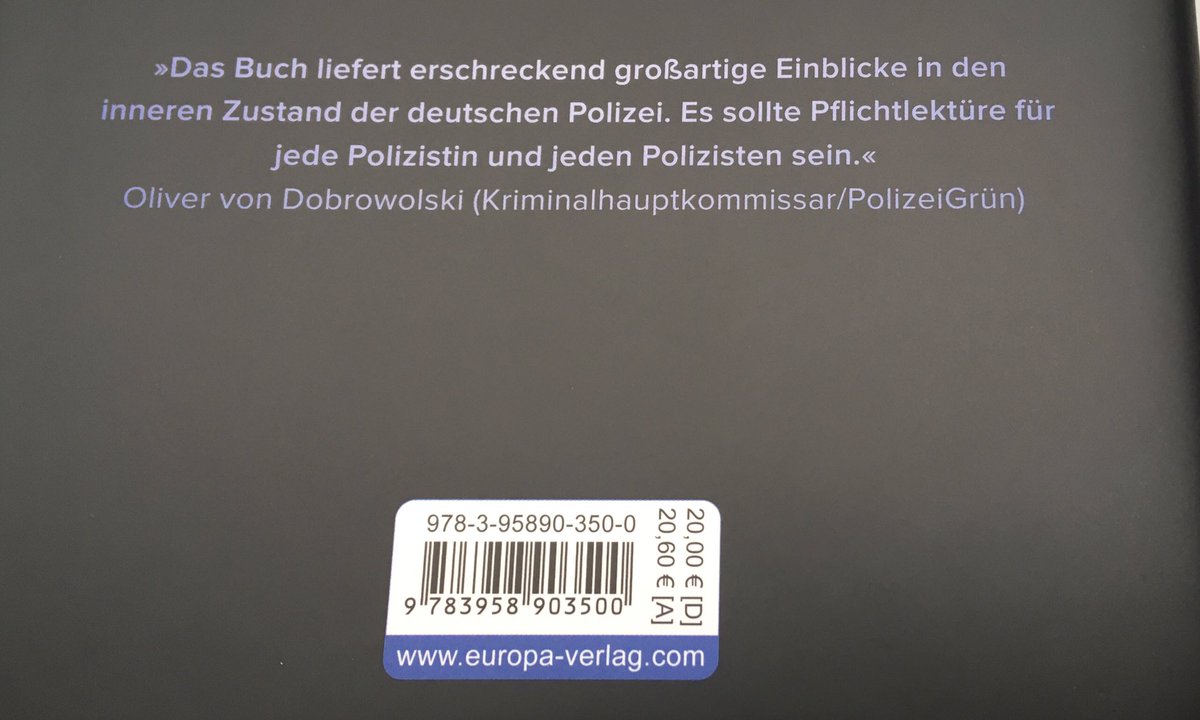 »Das Buch liefert erschreckend großartige Einblicke in den
inneren Zustand der deutschen Polizei. Es sollte Pflichtlektüre für
jede Polizistin und jeden Polizisten sein.«
Oliver von Dobrowolski (Kriminalhauptkommissar/PolizeiGrün)
978-3-95890-350-0
9 783958 903500
20,00 € [D]
20,60 € [A]
www.europa-verlag.com